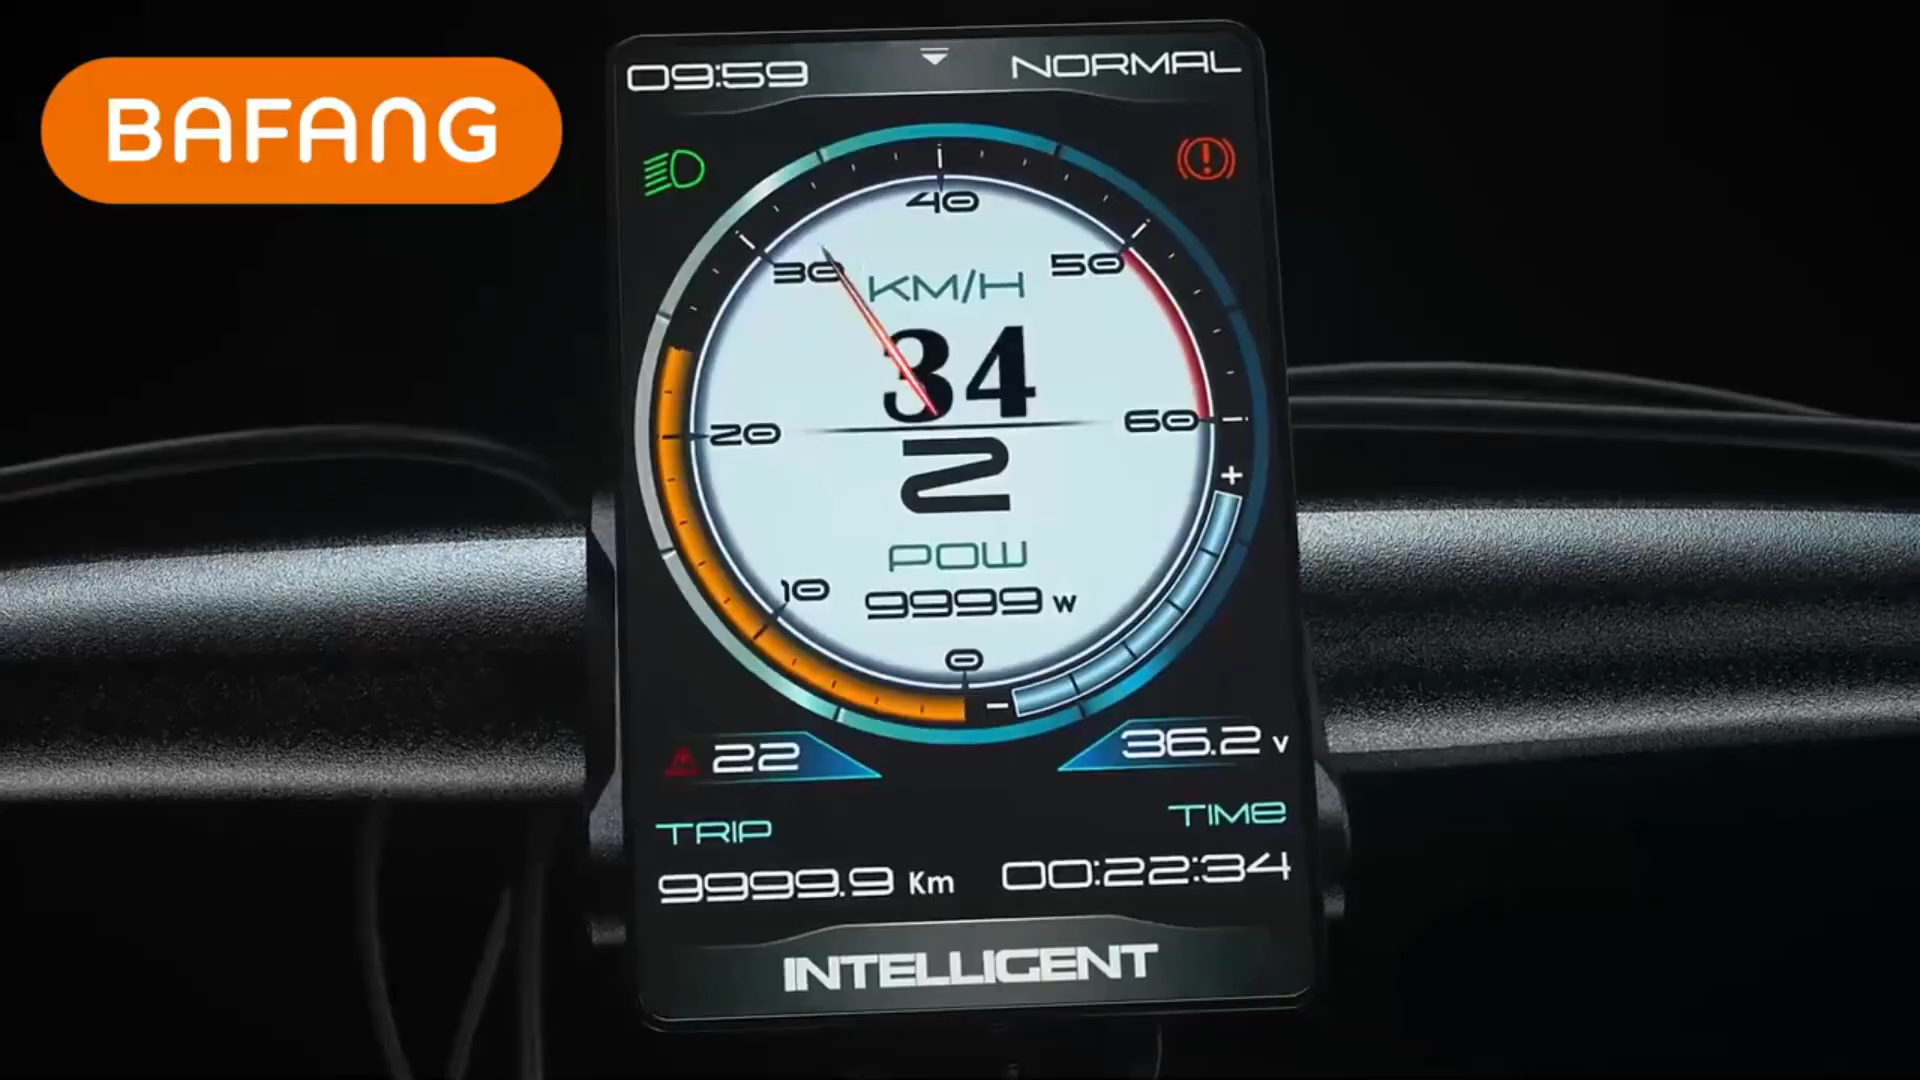 BAFANG
09:59
NORMAL
40
30
50
KM/H
34
20
60
2
+
POW
10
9999 W
0
-
22
36.2 V
TRIP
TIME
9999.9 Km
00:22:34
INTELLIGENT